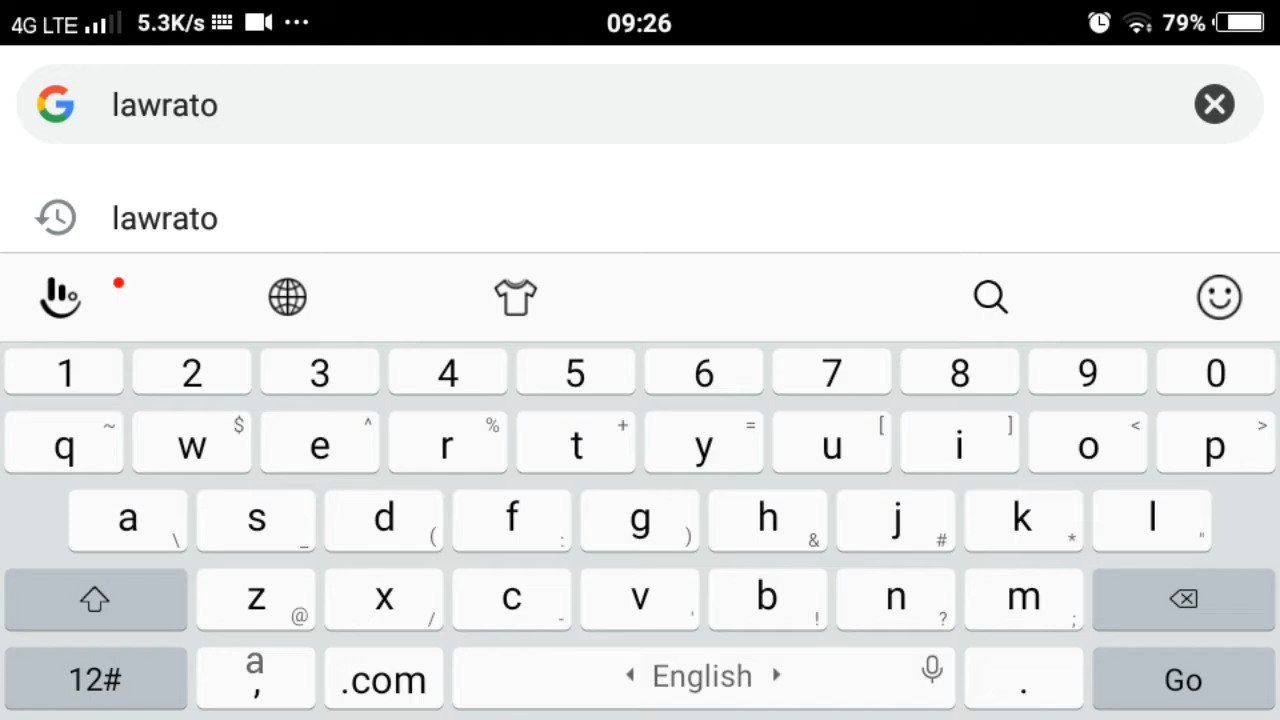 4G LTE 5.3K/s ... 09:26 79%
lawrato
lawrato
1 2 3 4 5 6 7 8 9 0
q ~ w $ e ^ r % t + y = u [ i ] o < p >
a \ s _ d ( f : g ) h & j # k * l "
z @ x / c - v ' b ! n ? m ;
12# a , .com English . Go